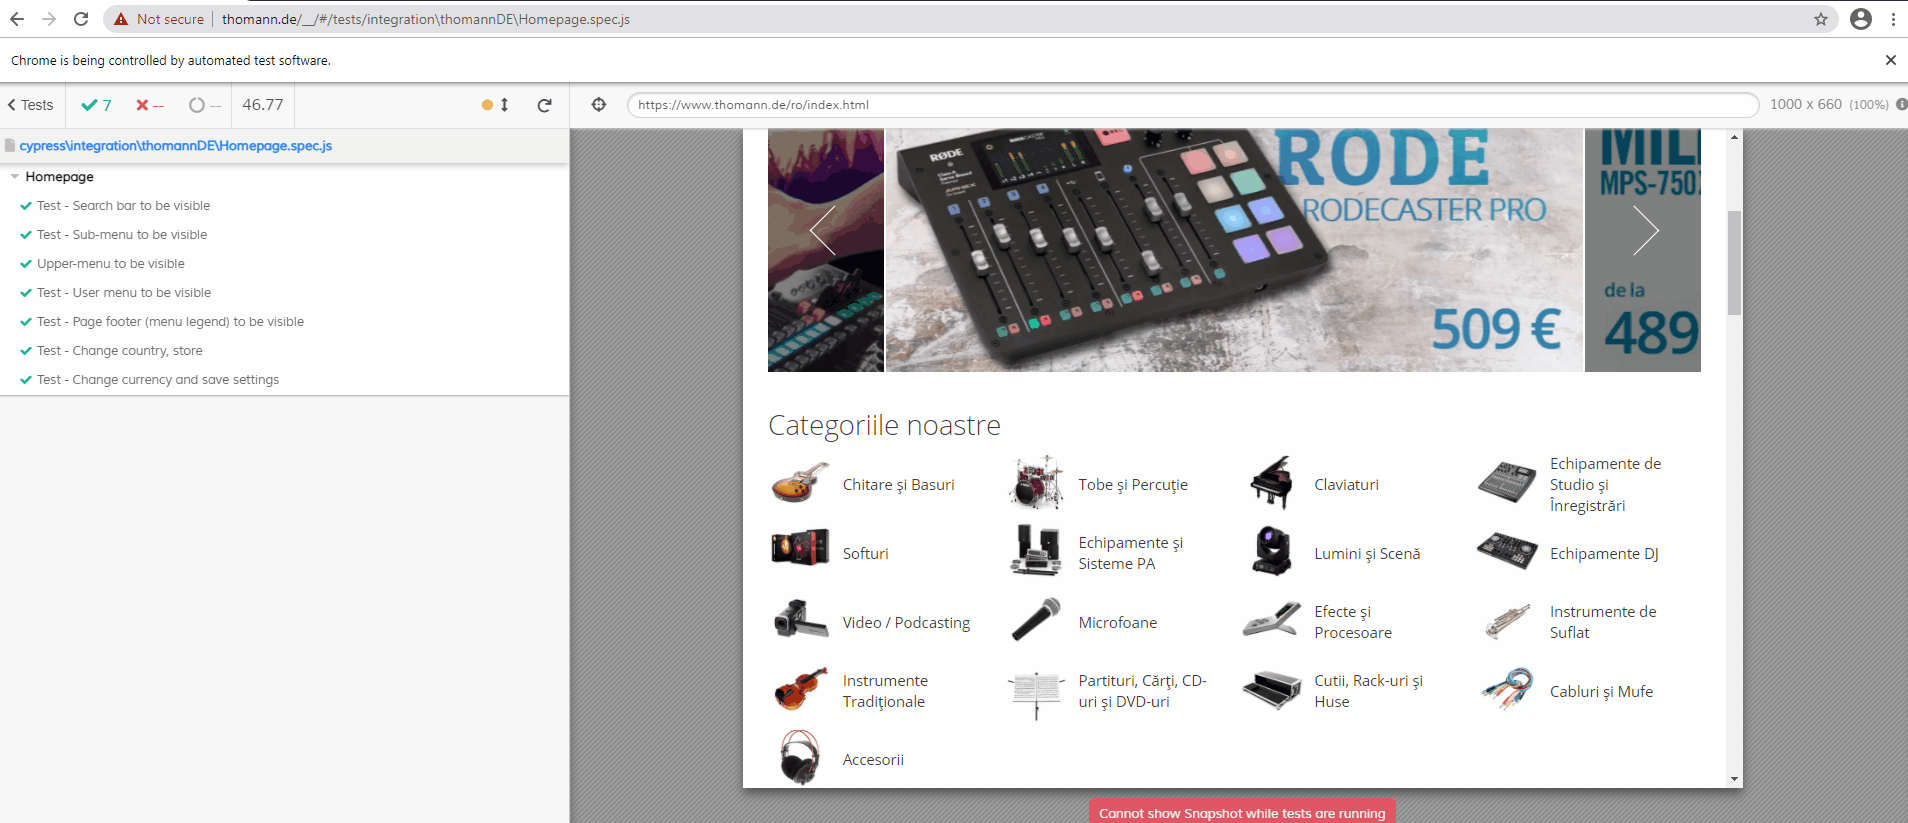 Not secure | thomann.de/__/#/tests/integration\thomannDE\Homepage.spec.js
Chrome is being controlled by automated test software.
Tests
7
--
--
46.77
https://www.thomann.de/ro/index.html
1000 x 660 (100%)
cypress\integration\thomannDE\Homepage.spec.js
Homepage
Test - Search bar to be visible
Test - Sub-menu to be visible
Upper-menu to be visible
Test - User menu to be visible
Test - Page footer (menu legend) to be visible
Test - Change country, store
Test - Change currency and save settings
RØDE
RODE
RODECASTER PRO
509 €
MPS-750X
de la
489
Categoriile noastre
Chitare și Basuri
Tobe și Percuție
Claviaturi
Echipamente de
Studio și
Înregistrări
Softuri
Echipamente și
Sisteme PA
Lumini și Scenă
Echipamente DJ
Video / Podcasting
Microfoane
Efecte și
Procesoare
Instrumente de
Suflat
Instrumente
Tradiționale
Partituri, Cărți, CD-
uri și DVD-uri
Cutii, Rack-uri și
Huse
Cabluri și Mufe
Accesorii
Cannot show Snapshot while tests are running